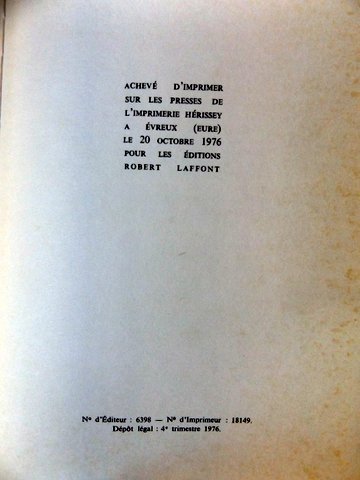 ACHEVÉ D'IMPRIMER
SUR LES PRESSES DE
L'IMPRIMERIE HÉRISSEY
A ÉVREUX (EURE)
LE 20 OCTOBRE 1976
POUR LES ÉDITIONS
ROBERT LAFFONT
Nº d'Éditeur : 6398 — Nº d'Imprimeur : 18149.
Dépôt légal : 4e trimestre 1976.